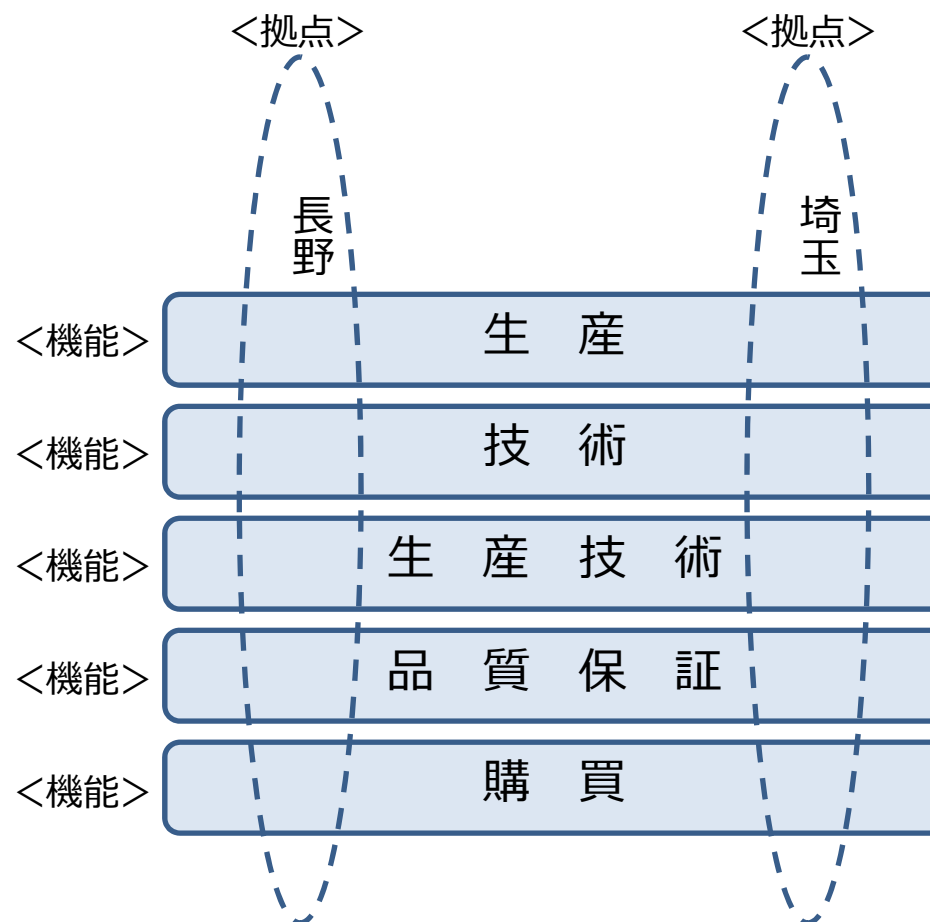 ＜拠点＞
＜拠点＞
長野
埼玉
＜機能＞
生　産
＜機能＞
技　術
＜機能＞
生　産　技　術
＜機能＞
品　質　保　証
＜機能＞
購　買